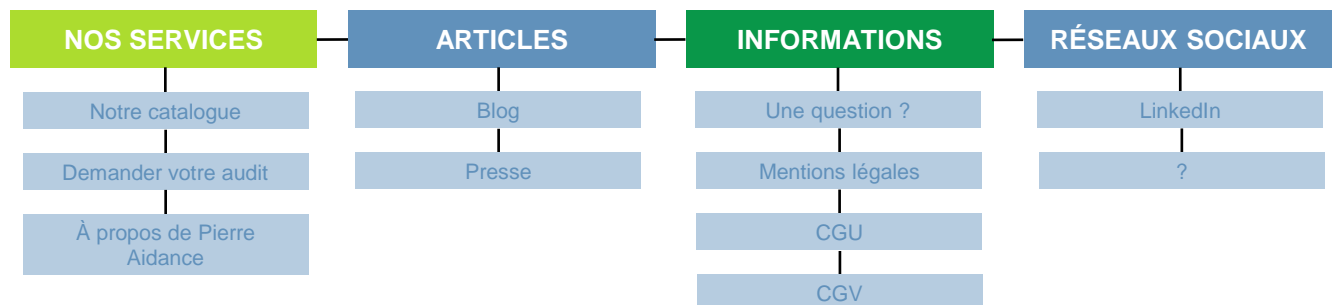 NOS SERVICES
Notre catalogue
Demander votre audit
À propos de Pierre
Aidance
ARTICLES
Blog
Presse
INFORMATIONS
Une question ?
Mentions légales
CGU
CGV
RÉSEAUX SOCIAUX
LinkedIn
?